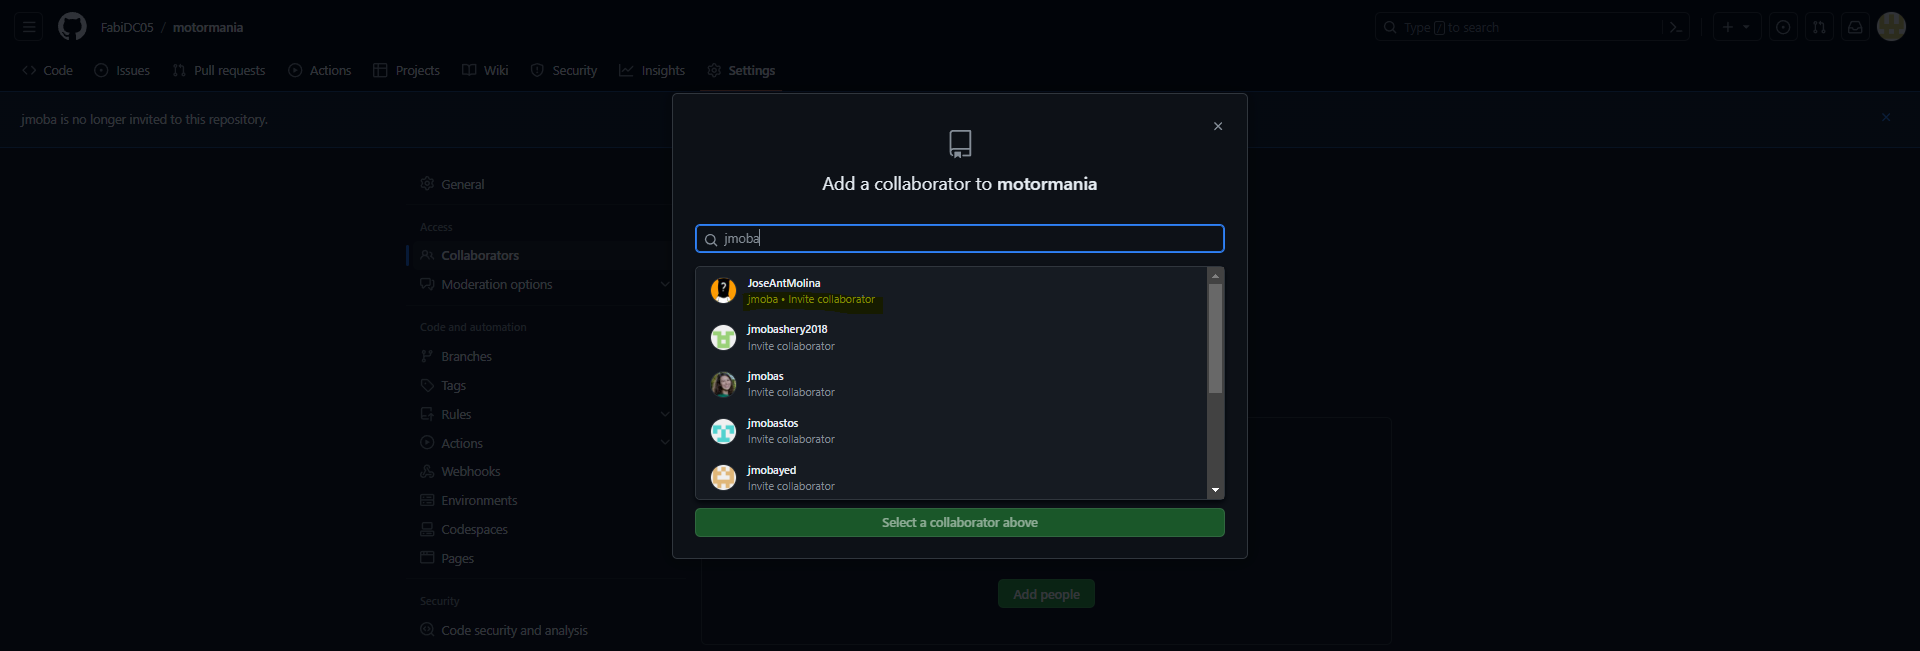 FabiDC05 / motormania
Type / to search
Code
Issues
Pull requests
Actions
Projects
Wiki
Security
Insights
Settings
jmoba is no longer invited to this repository.
General
Access
Collaborators
Moderation options
Code and automation
Branches
Tags
Rules
Actions
Webhooks
Environments
Codespaces
Pages
Security
Code security and analysis
Add a collaborator to motormania
jmoba
JoseAntMolina
jmoba • Invite collaborator
jmobashery2018
Invite collaborator
jmobas
Invite collaborator
jmobastos
Invite collaborator
jmobayed
Invite collaborator
Select a collaborator above
Add people